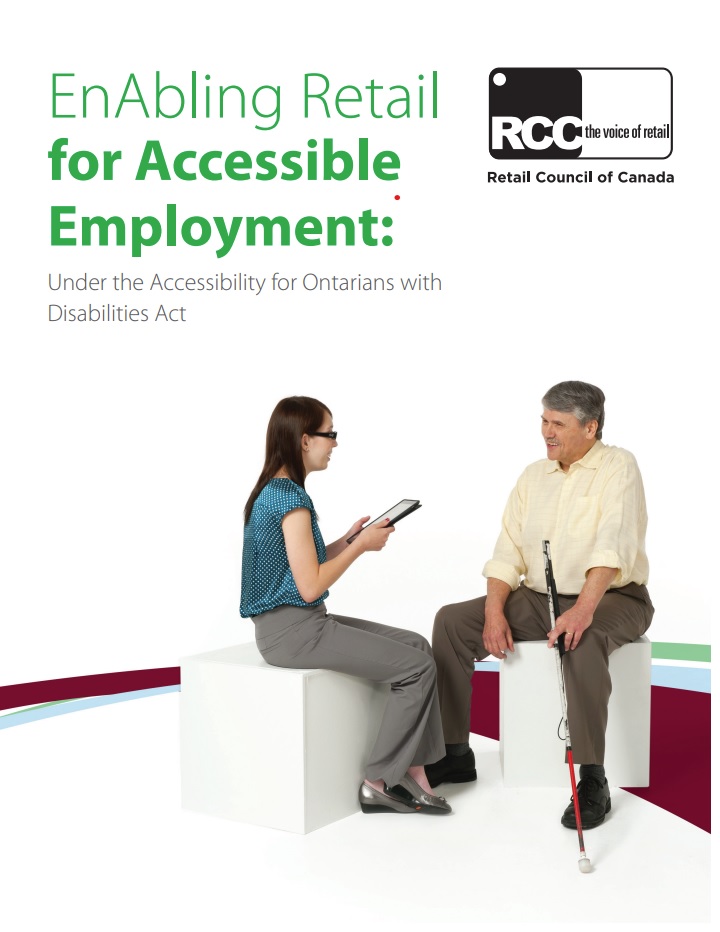 EnAbling Retail
for Accessible
Employment:
Under the Accessibility for Ontarians with
Disabilities Act
RCC the voice of retail
Retail Council of Canada